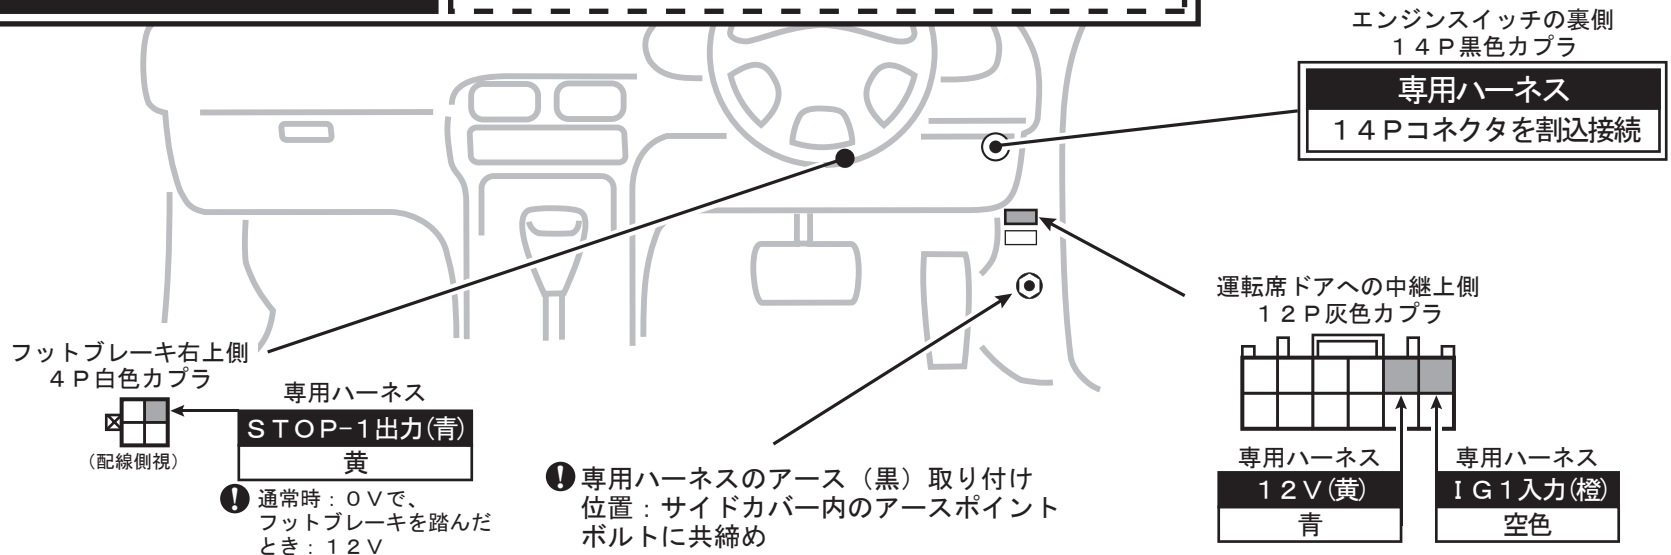 エンジンスイッチの裏側
14P黒色カプラ
専用ハーネス
14Pコネクタを割込接続
運転席ドアへの中継上側
12P灰色カプラ
フットブレーキ右上側
4P白色カプラ
(配線側視)
専用ハーネス
STOP-1出力(青)
黄
通常時:0Vで、
フットブレーキを踏んだ
とき:12V
専用ハーネスのアース(黒)取り付け
位置:サイドカバー内のアースポイント
ボルトに共締め
専用ハーネス
12V(黄)
青
専用ハーネス
IG1入力(橙)
空色